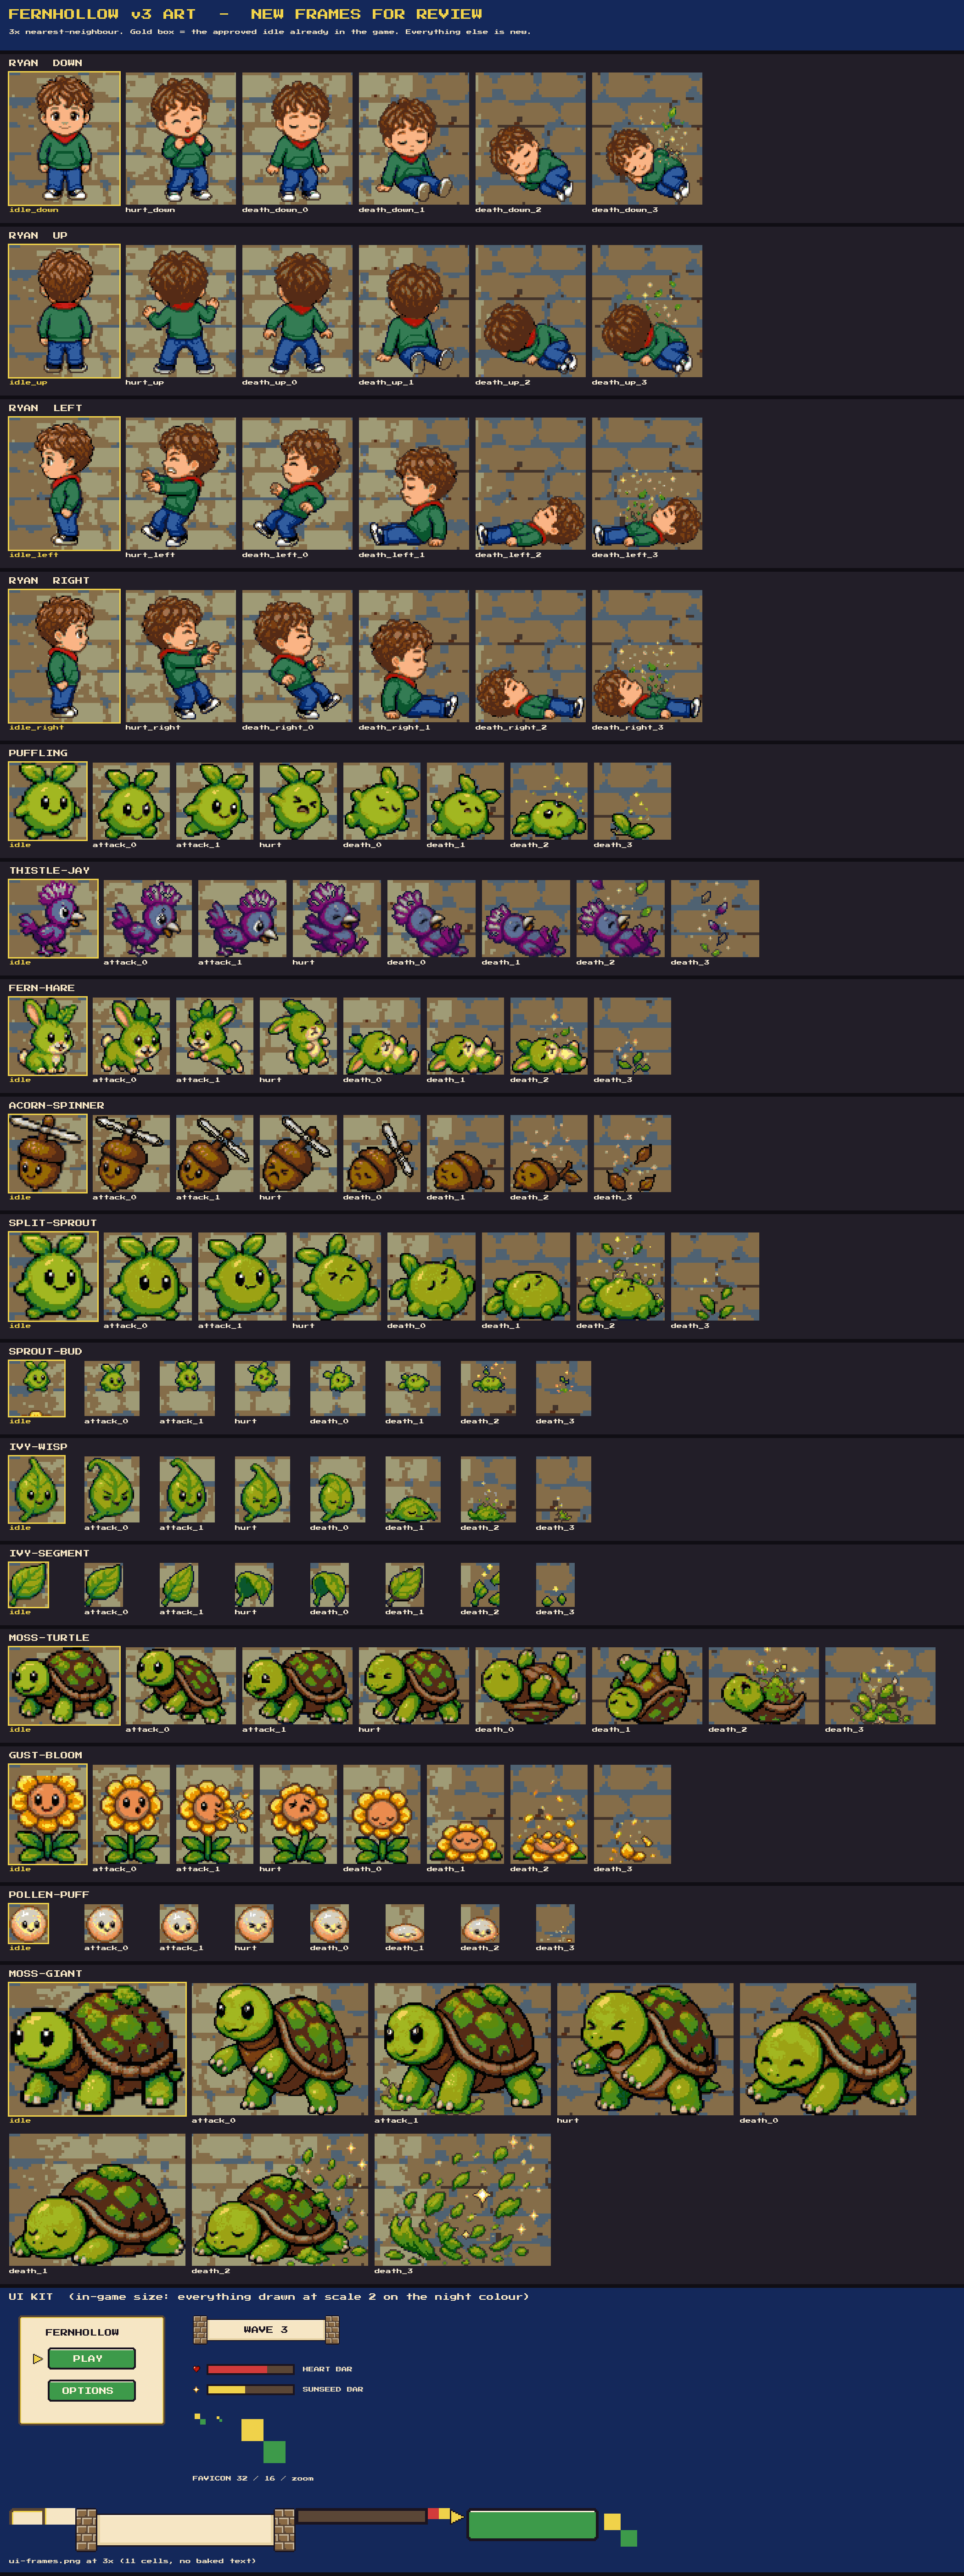 FERNHOLLOW v3 ART - NEW FRAMES FOR REVIEW
3x nearest-neighbour. Gold box = the approved idle already in the game. Everything else is new.
RYAN DOWN
idle_down hurt_down death_down_0 death_down_1 death_down_2 death_down_3
RYAN UP
idle_up hurt_up death_up_0 death_up_1 death_up_2 death_up_3
RYAN LEFT
idle_left hurt_left death_left_0 death_left_1 death_left_2 death_left_3
RYAN RIGHT
idle_right hurt_right death_right_0 death_right_1 death_right_2 death_right_3
PUFFLING
idle attack_0 attack_1 hurt death_0 death_1 death_2 death_3
THISTLE-JAY
idle attack_0 attack_1 hurt death_0 death_1 death_2 death_3
FERN-HARE
idle attack_0 attack_1 hurt death_0 death_1 death_2 death_3
ACORN-SPINNER
idle attack_0 attack_1 hurt death_0 death_1 death_2 death_3
SPLIT-SPROUT
idle attack_0 attack_1 hurt death_0 death_1 death_2 death_3
SPROUT-BUD
idle attack_0 attack_1 hurt death_0 death_1 death_2 death_3
IVY-WISP
idle attack_0 attack_1 hurt death_0 death_1 death_2 death_3
IVY-SEGMENT
idle attack_0 attack_1 hurt death_0 death_1 death_2 death_3
MOSS-TURTLE
idle attack_0 attack_1 hurt death_0 death_1 death_2 death_3
GUST-BLOOM
idle attack_0 attack_1 hurt death_0 death_1 death_2 death_3
POLLEN-PUFF
idle attack_0 attack_1 hurt death_0 death_1 death_2 death_3
MOSS-GIANT
idle attack_0 attack_1 hurt death_0
death_1 death_2 death_3
UI KIT (in-game size: everything drawn at scale 2 on the night colour)
FERNHOLLOW
PLAY
OPTIONS
WAVE 3
HEART BAR
SUNSEED BAR
FAVICON 32 / 16 / zoom
ui-frames.png at 3x (11 cells, no baked text)